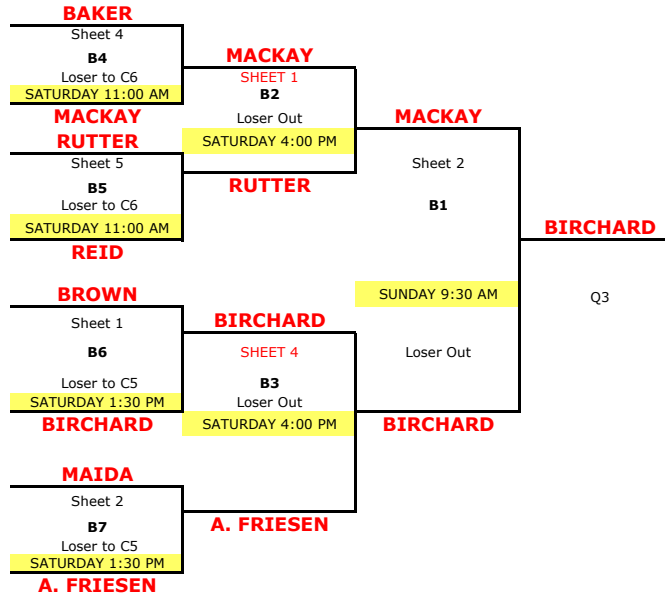 BAKER
Sheet 4
B4
Loser to C6
SATURDAY 11:00 AM
MACKAY
RUTTER
Sheet 5
B5
Loser to C6
SATURDAY 11:00 AM
REID
BROWN
Sheet 1
B6
Loser to C5
SATURDAY 1:30 PM
BIRCHARD
MAIDA
Sheet 2
B7
Loser to C5
SATURDAY 1:30 PM
A. FRIESEN
MACKAY
SHEET 1
B2
Loser Out
SATURDAY 4:00 PM
RUTTER
BIRCHARD
SHEET 4
B3
Loser Out
SATURDAY 4:00 PM
A. FRIESEN
MACKAY
Sheet 2
B1
SUNDAY 9:30 AM
Loser Out
BIRCHARD
BIRCHARD
Q3